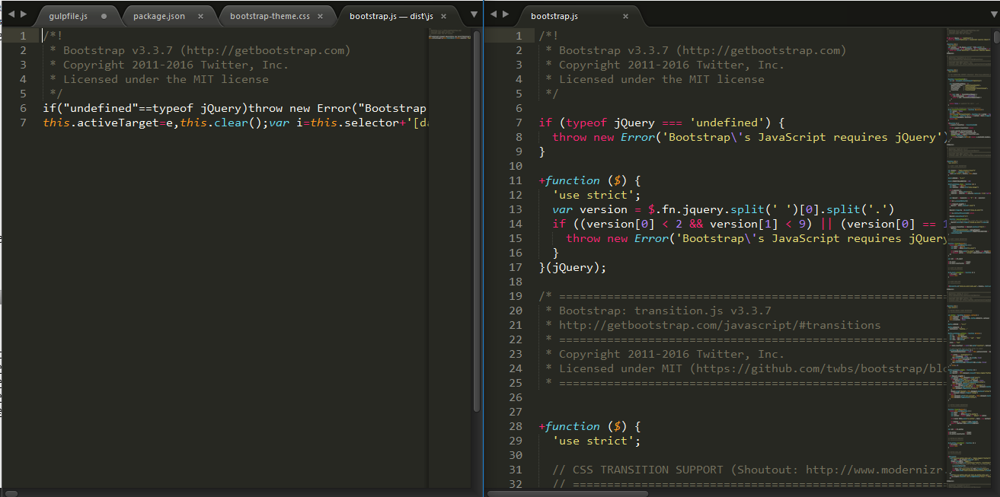 gulpfile.js package.json bootstrap-theme.css bootstrap.js — dist\js
1 /*!
2 * Bootstrap v3.3.7 (http://getbootstrap.com)
3 * Copyright 2011-2016 Twitter, Inc.
4 * Licensed under the MIT license
5 */
6 if("undefined"==typeof jQuery)throw new Error("Bootstrap
7 this.activeTarget=e,this.clear();var i=this.selector+'[da
bootstrap.js
1 /*!
2 * Bootstrap v3.3.7 (http://getbootstrap.com)
3 * Copyright 2011-2016 Twitter, Inc.
4 * Licensed under the MIT license
5 */
6
7 if (typeof jQuery === 'undefined') {
8 throw new Error('Bootstrap\'s JavaScript requires jQuery')
9 }
10
11 +function ($) {
12 'use strict';
13 var version = $.fn.jquery.split(' ')[0].split('.')
14 if ((version[0] < 2 && version[1] < 9) || (version[0] == 1
15 throw new Error('Bootstrap\'s JavaScript requires jQuery
16 }
17 }(jQuery);
18
19 /* =========================================================
20 * Bootstrap: transition.js v3.3.7
21 * http://getbootstrap.com/javascript/#transitions
22 * =========================================================
23 * Copyright 2011-2016 Twitter, Inc.
24 * Licensed under MIT (https://github.com/twbs/bootstrap/blo
25 * =========================================================
26
27
28 +function ($) {
29 'use strict';
30
31 // CSS TRANSITION SUPPORT (Shoutout: http://www.modernizr.
32 // =======================================================